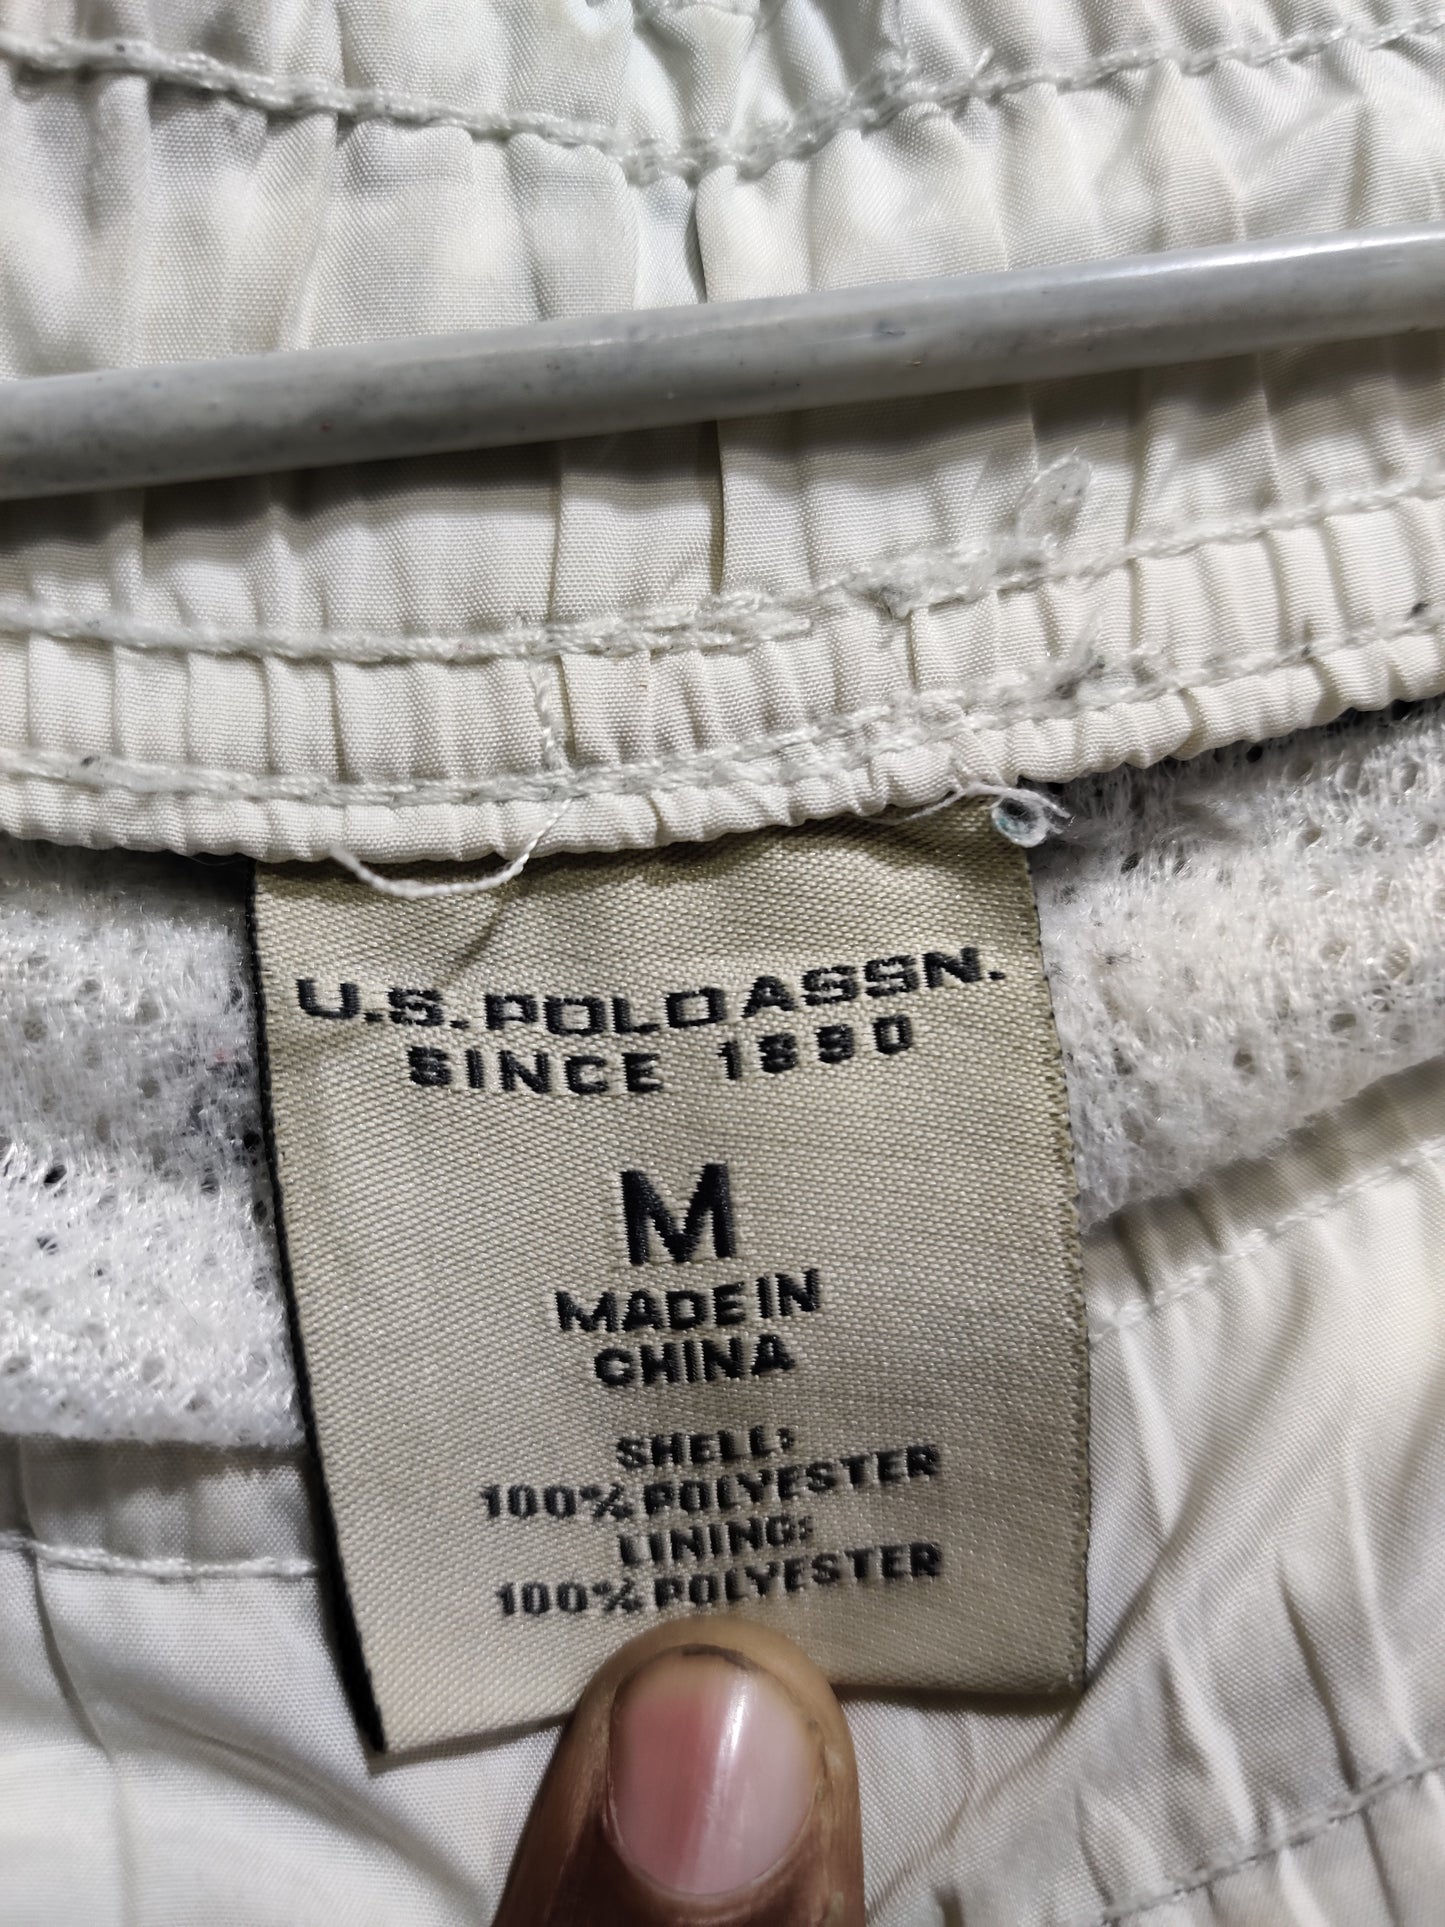 U.S. POLO ASSN.
SINCE 1890
M
MADE IN
CHINA
SHELL:
100% POLYESTER
LINING:
100% POLYESTER